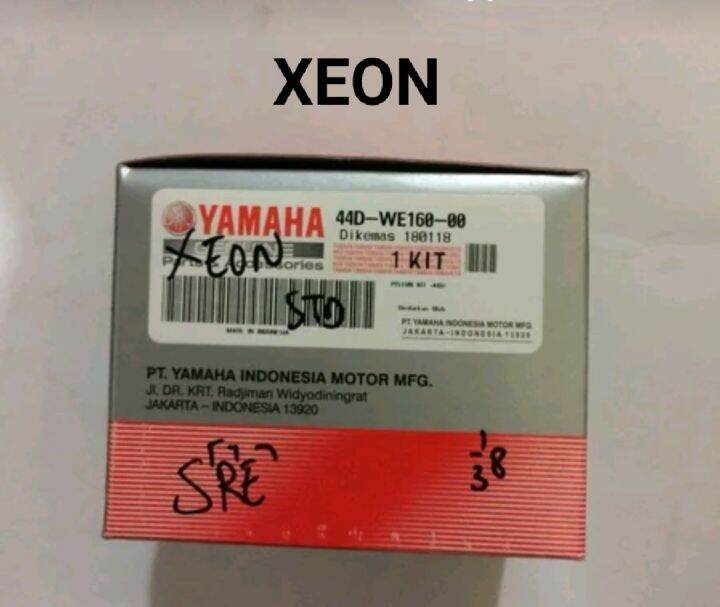 XEON
YAMAHA 44D-WE160-00
Dikemas 180118
XEON
1 KIT
STD
PT. YAMAHA INDONESIA MOTOR MFG.
JAKARTA-INDONESIA 13920
PT. YAMAHA INDONESIA MOTOR MFG.
Jl. DR. KRT. Radjiman Widyodiningrat
JAKARTA – INDONESIA 13920
SRE
1
38